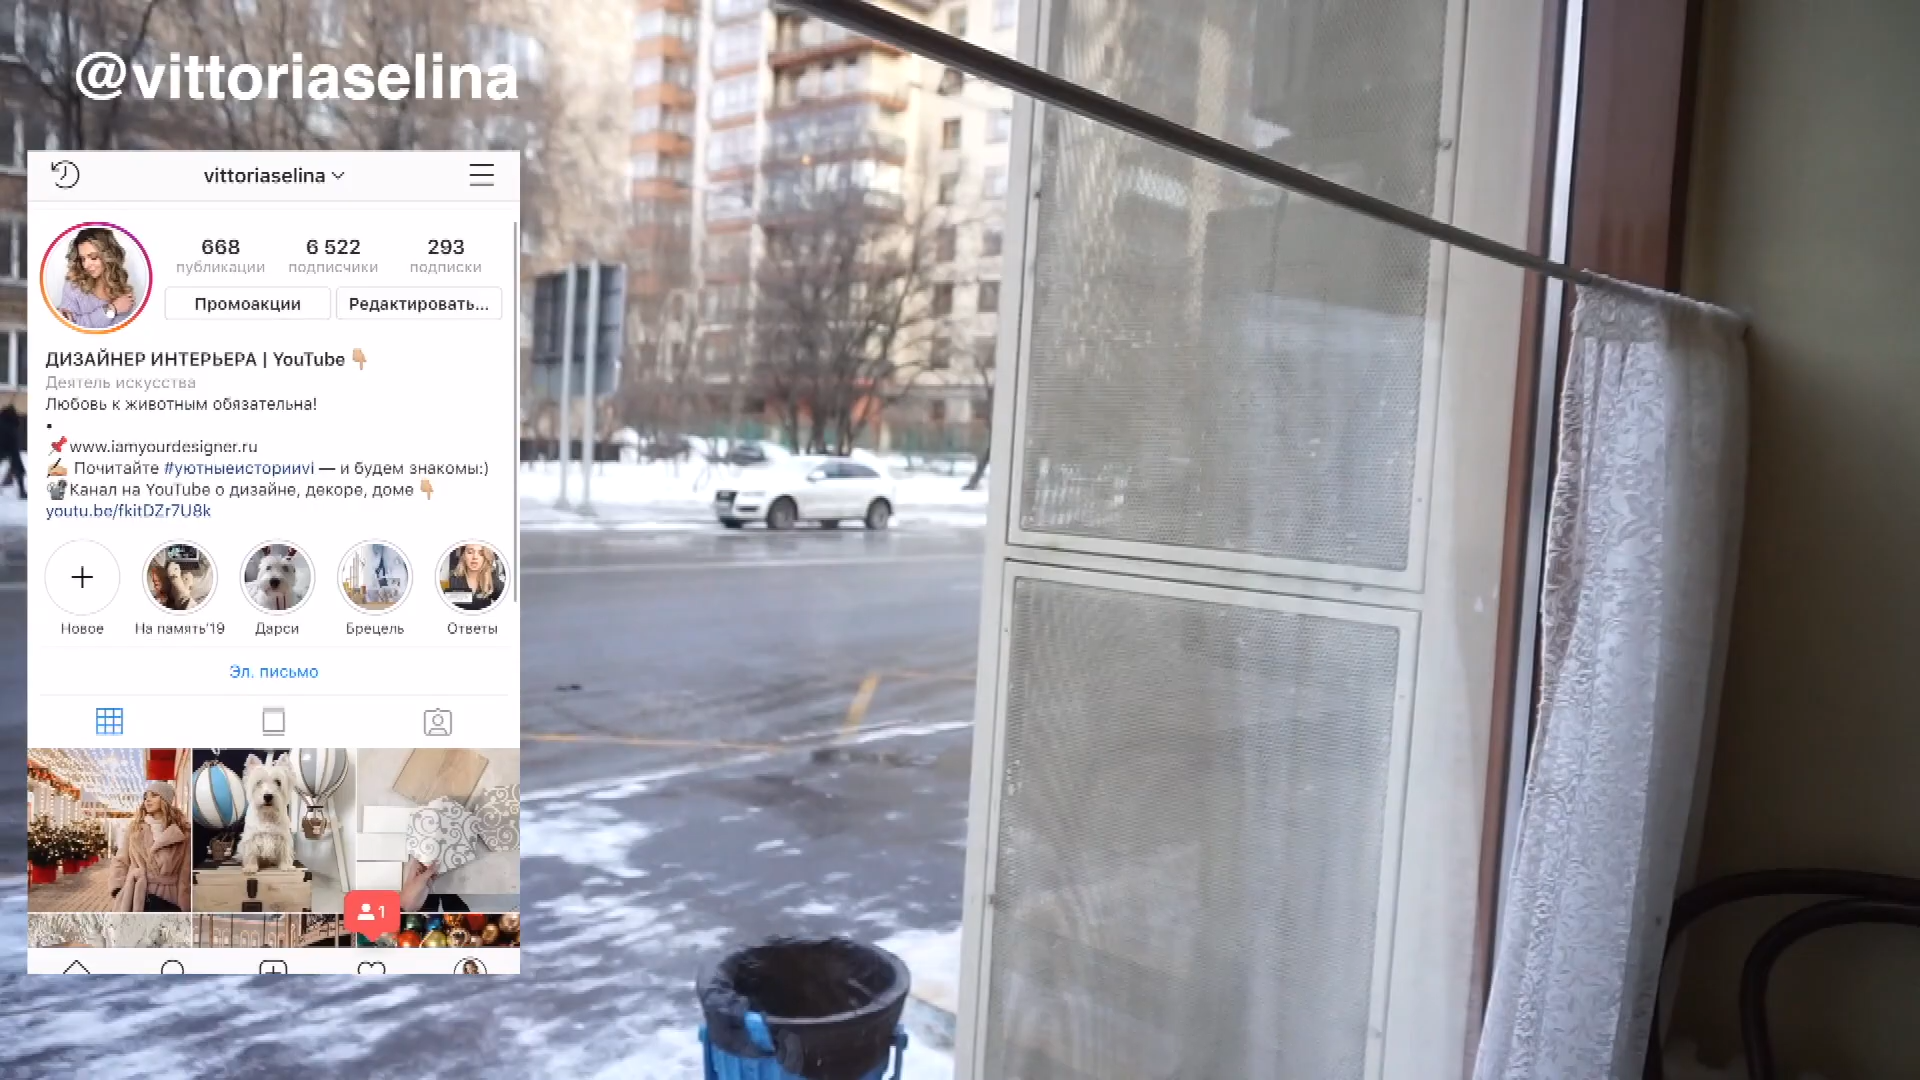 @vittoriaselina
vittoriaselina
668 6 522 293
публикации подписчики подписки
Промоакции Редактировать...
ДИЗАЙНЕР ИНТЕРЬЕРА | YouTube 👇🏼
Деятель искусства
Любовь к животным обязательна!
•
📌www.iamyourdesigner.ru
✍🏼 Почитайте #уютныеисторииvi — и будем знакомы:)
📽Канал на YouTube о дизайне, декоре, доме 👇🏼
youtu.be/fkitDZr7U8k
Новое На память'19 Дарси Брецель Ответы
Эл. письмо
1